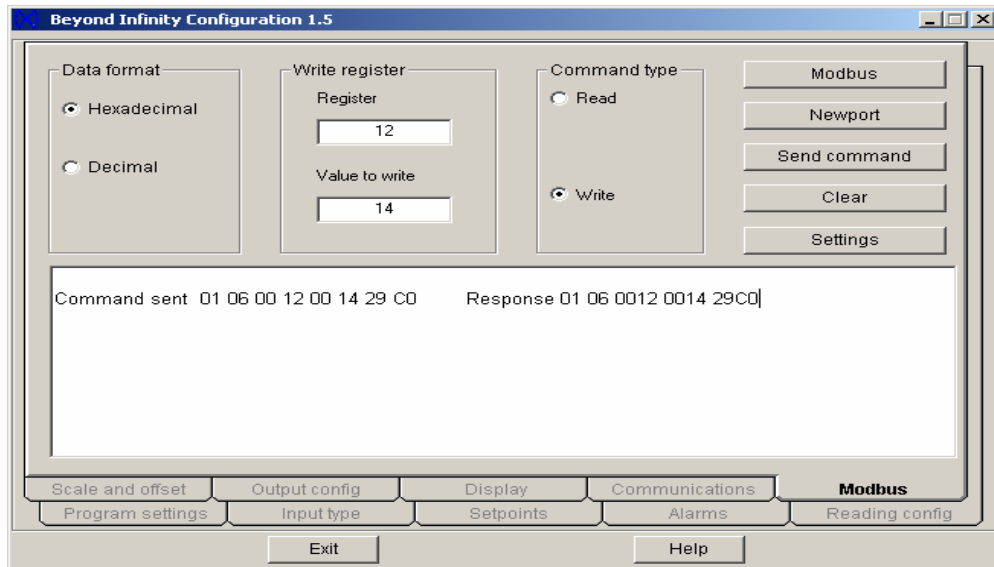 Beyond Infinity Configuration 1.5
Data format
Hexadecimal
Decimal
Write register
Register
12
Value to write
14
Command type
Read
Write
Modbus
Newport
Send command
Clear
Settings
Command sent 01 06 00 12 00 14 29 C0 Response 01 06 0012 0014 29C0
Scale and offset Output config Display Communications Modbus
Program settings Input type Setpoints Alarms Reading config
Exit Help